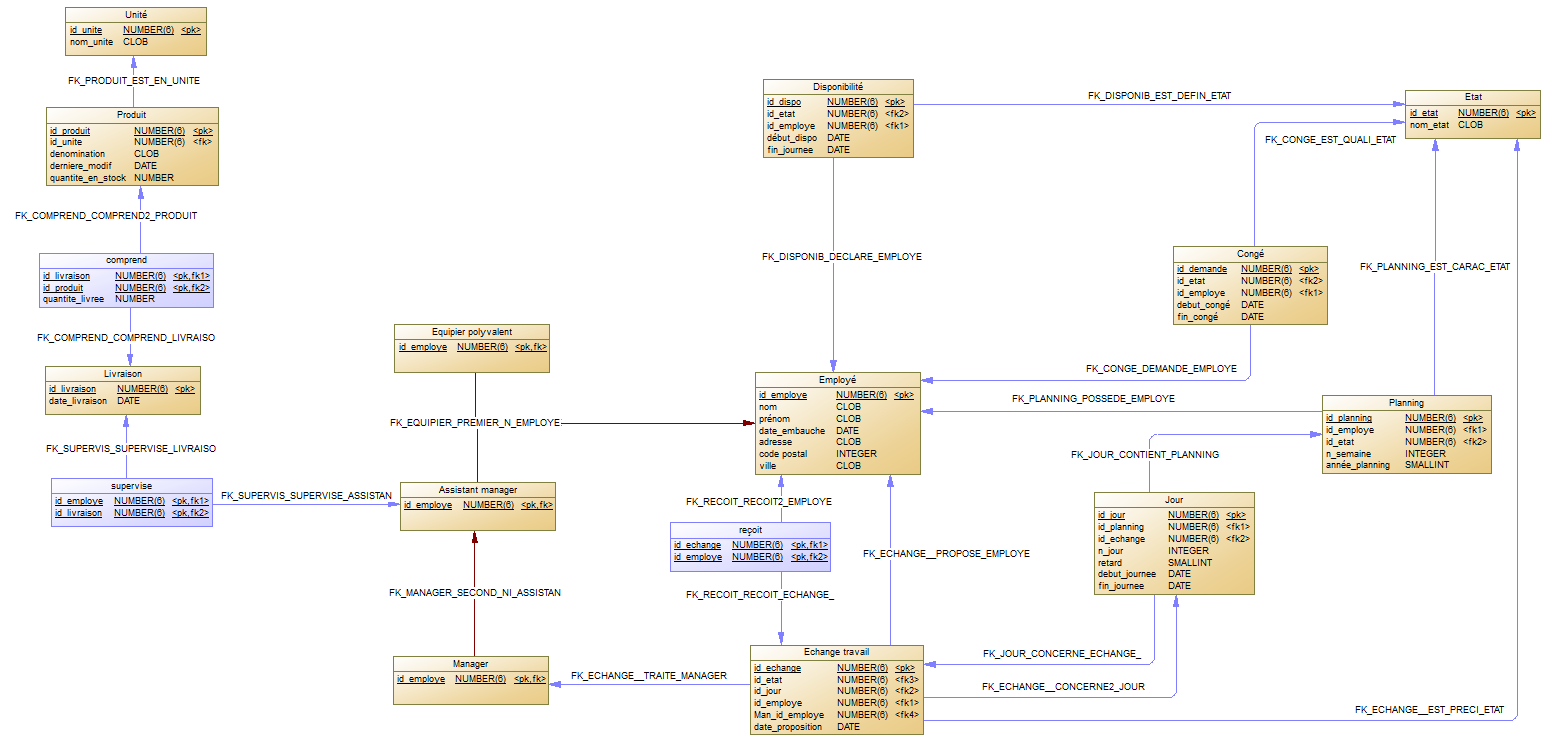 Unité
id_unite NUMBER(6) <pk>
nom_unite CLOB
FK_PRODUIT_EST_EN_UNITE
Produit
id_produit NUMBER(6) <pk>
id_unite NUMBER(6) <fk>
denomination CLOB
derniere_modif DATE
quantite_en_stock NUMBER
FK_COMPREND_COMPREND2_PRODUIT
comprend
id_livraison NUMBER(6) <pk,fk1>
id_produit NUMBER(6) <pk,fk2>
quantite_livree NUMBER
FK_COMPREND_COMPREND_LIVRAISO
Livraison
id_livraison NUMBER(6) <pk>
date_livraison DATE
FK_SUPERVIS_SUPERVISE_LIVRAISO
supervise
id_employe NUMBER(6) <pk,fk1>
id_livraison NUMBER(6) <pk,fk2>
FK_SUPERVIS_SUPERVISE_ASSISTAN
Equipier polyvalent
id_employe NUMBER(6) <pk,fk>
FK_EQUIPIER_PREMIER_N_EMPLOYE
Assistant manager
id_employe NUMBER(6) <pk,fk>
FK_MANAGER_SECOND_NI_ASSISTAN
Manager
id_employe NUMBER(6) <pk,fk>
FK_ECHANGE__TRAITE_MANAGER
Disponibilité
id_dispo NUMBER(6) <pk>
id_etat NUMBER(6) <fk2>
id_employe NUMBER(6) <fk1>
début_dispo DATE
fin_journee DATE
FK_DISPONIB_EST_DEFIN_ETAT
FK_DISPONIB_DECLARE_EMPLOYE
Employé
id_employe NUMBER(6) <pk>
nom CLOB
prénom CLOB
date_embauche DATE
adresse CLOB
code postal INTEGER
ville CLOB
FK_RECOIT_RECOIT2_EMPLOYE
reçoit
id_echange NUMBER(6) <pk,fk1>
id_employe NUMBER(6) <pk,fk2>
FK_RECOIT_RECOIT_ECHANGE_
FK_ECHANGE__PROPOSE_EMPLOYE
Echange travail
id_echange NUMBER(6) <pk>
id_etat NUMBER(6) <fk3>
id_jour NUMBER(6) <fk2>
id_employe NUMBER(6) <fk1>
Man_id_employe NUMBER(6) <fk4>
date_proposition DATE
Etat
id_etat NUMBER(6) <pk>
nom_etat CLOB
FK_CONGE_EST_QUALI_ETAT
Congé
id_demande NUMBER(6) <pk>
id_etat NUMBER(6) <fk2>
id_employe NUMBER(6) <fk1>
debut_congé DATE
fin_congé DATE
FK_PLANNING_EST_CARAC_ETAT
FK_CONGE_DEMANDE_EMPLOYE
FK_PLANNING_POSSEDE_EMPLOYE
Planning
id_planning NUMBER(6) <pk>
id_employe NUMBER(6) <fk1>
id_etat NUMBER(6) <fk2>
n_semaine INTEGER
année_planning SMALLINT
FK_JOUR_CONTIENT_PLANNING
Jour
id_jour NUMBER(6) <pk>
id_planning NUMBER(6) <fk1>
id_echange NUMBER(6) <fk2>
n_jour INTEGER
retard SMALLINT
debut_journee DATE
fin_journee DATE
FK_JOUR_CONCERNE_ECHANGE_
FK_ECHANGE__CONCERNE2_JOUR
FK_ECHANGE__EST_PRECI_ETAT